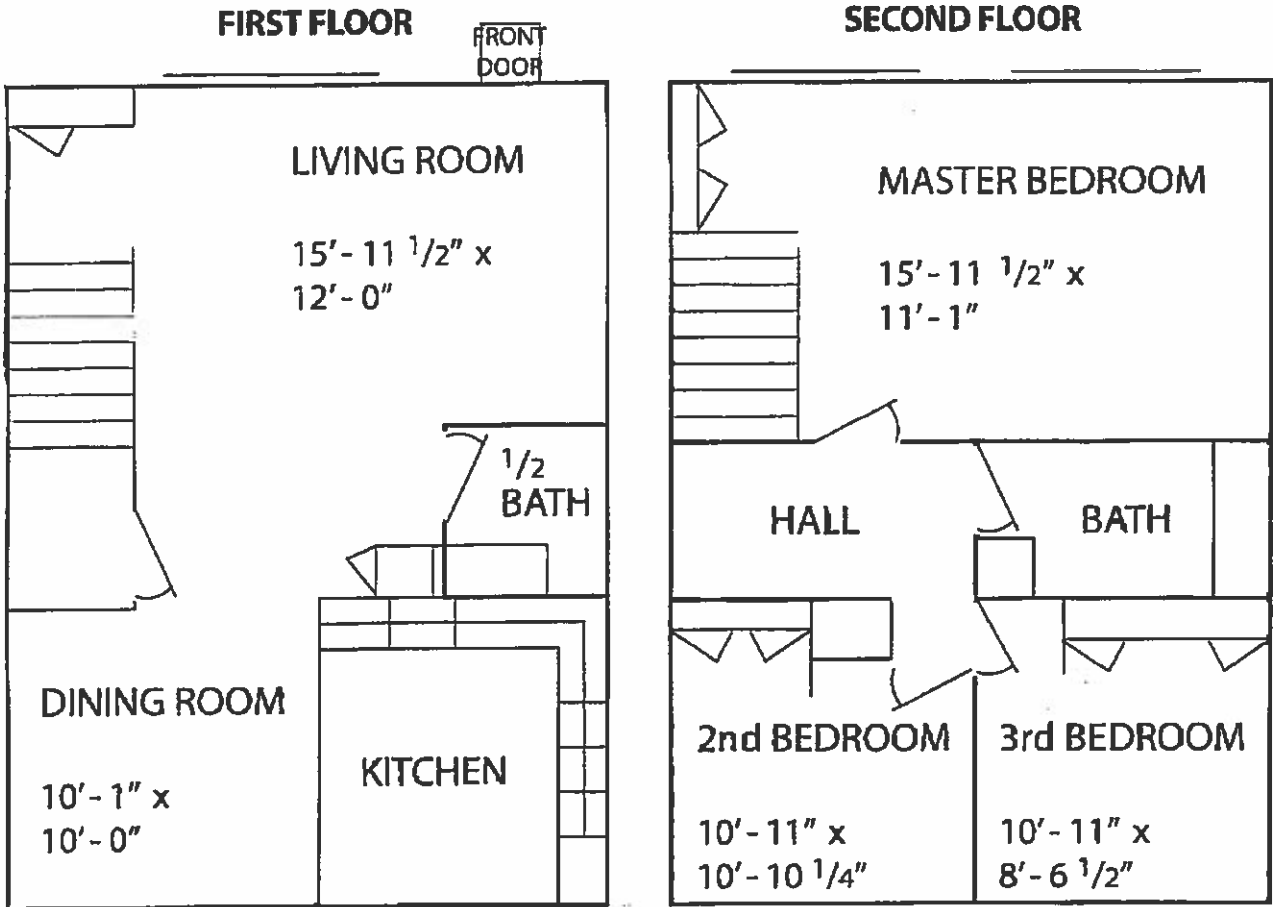 FIRST FLOOR
FRONT
DOOR
LIVING ROOM
15'- 11 1/2" x
12'- 0"
1/2
BATH
DINING ROOM
10'- 1" x
10'- 0"
KITCHEN
SECOND FLOOR
MASTER BEDROOM
15'- 11 1/2" x
11'- 1"
HALL
BATH
2nd BEDROOM
10'- 11" x
10'- 10 1/4"
3rd BEDROOM
10'- 11" x
8'- 6 1/2"